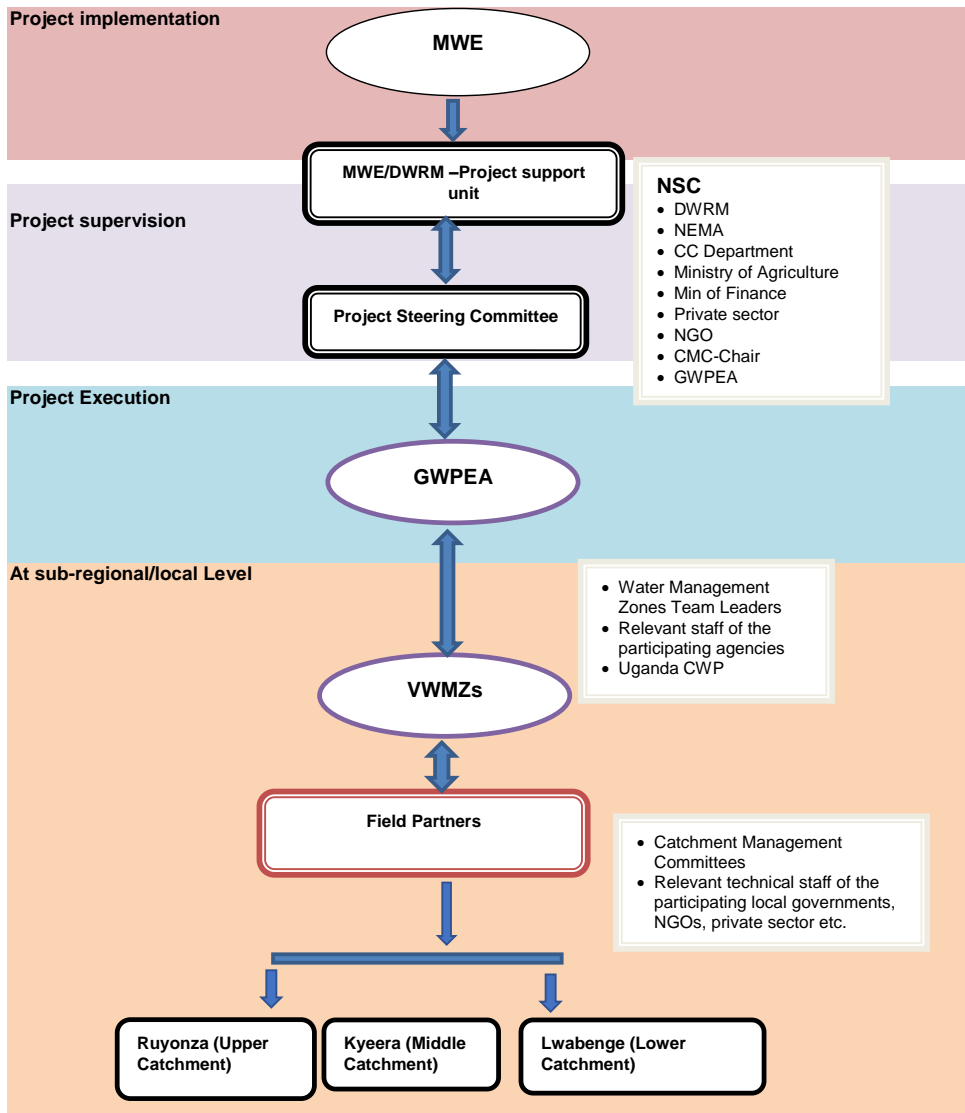 Project implementation
MWE
MWE/DWRM –Project support
unit
NSC
• DWRM
• NEMA
• CC Department
• Ministry of Agriculture
• Min of Finance
• Private sector
• NGO
• CMC-Chair
• GWPEA
Project supervision
Project Steering Committee
Project Execution
GWPEA
At sub-regional/local Level
• Water Management
Zones Team Leaders
• Relevant staff of the
participating agencies
• Uganda CWP
VWMZs
Field Partners
• Catchment Management
Committees
• Relevant technical staff of the
participating local governments,
NGOs, private sector etc.
Ruyonza (Upper
Catchment)
Kyeera (Middle
Catchment)
Lwabenge (Lower
Catchment)